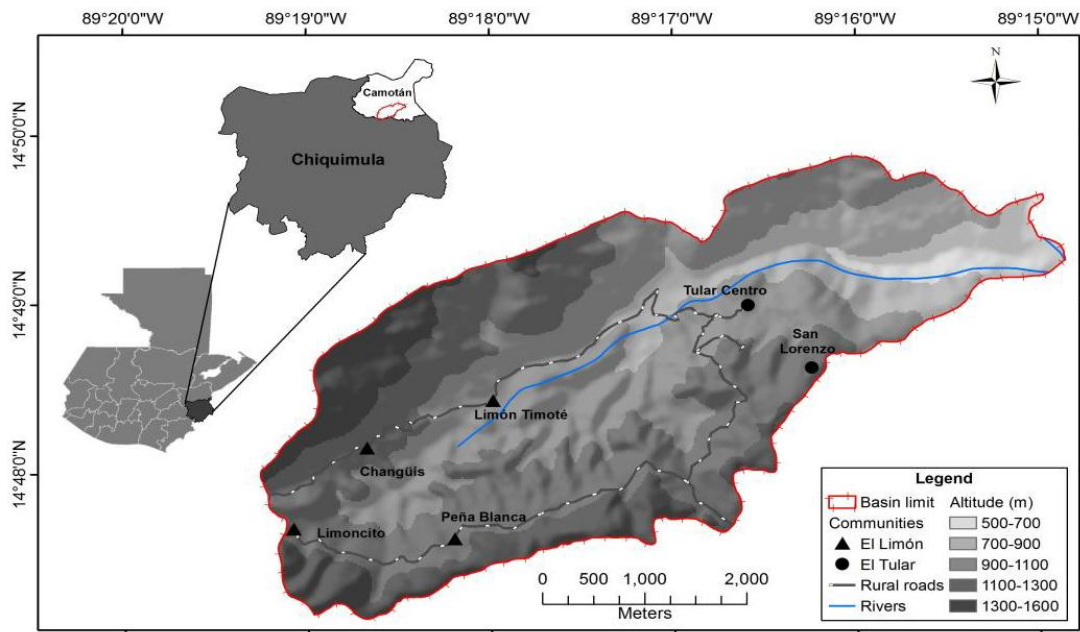 89°20'0"W 89°19'0"W 89°18'0"W 89°17'0"W 89°16'0"W 89°15'0"W
N
Camotán
14°50'0"N
Chiquimula
14°49'0"N
Tular Centro
San
Lorenzo
Limón Timoté
14°48'0"N
Changüis
Peña Blanca
Limoncito
Legend
Basin limit
Communities
El Limón
El Tular
Rural roads
Rivers
Altitude (m)
500-700
700-900
900-1100
1100-1300
1300-1600
0 500 1,000 2,000
Meters